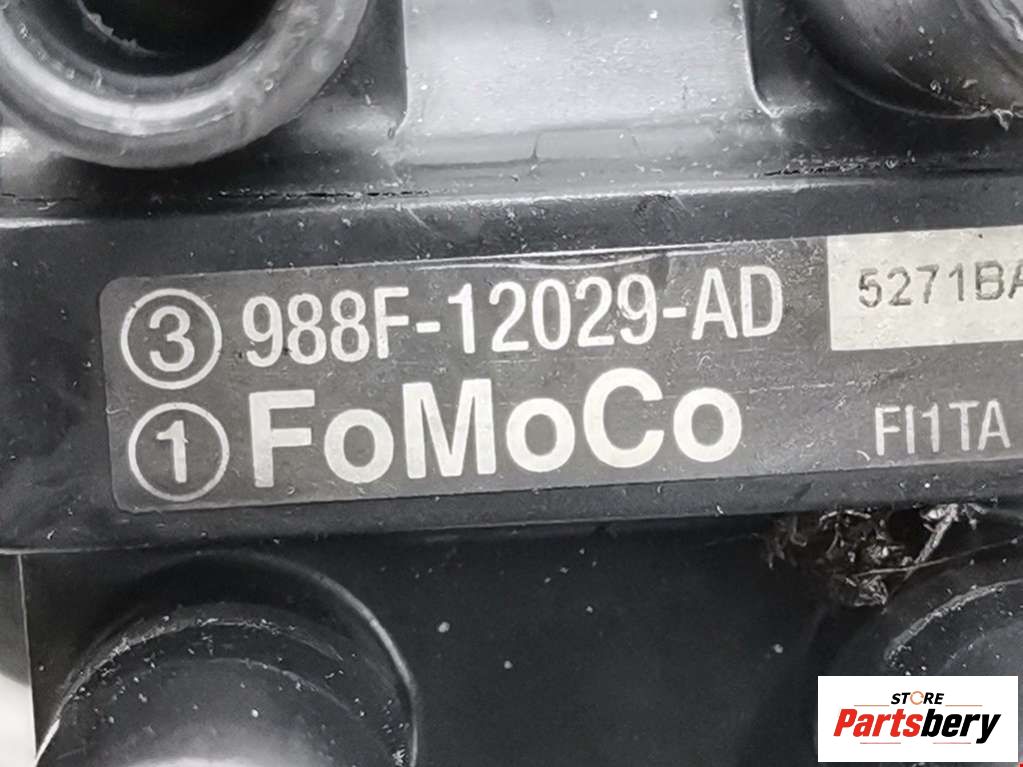 ③ 988F-12029-AD
5271BA
① FoMoCo
FI1TA
STORE
Partsbery